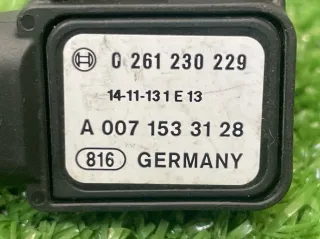 0 261 230 229
14-11-13 1 E 13
A 007 153 31 28
816 GERMANY